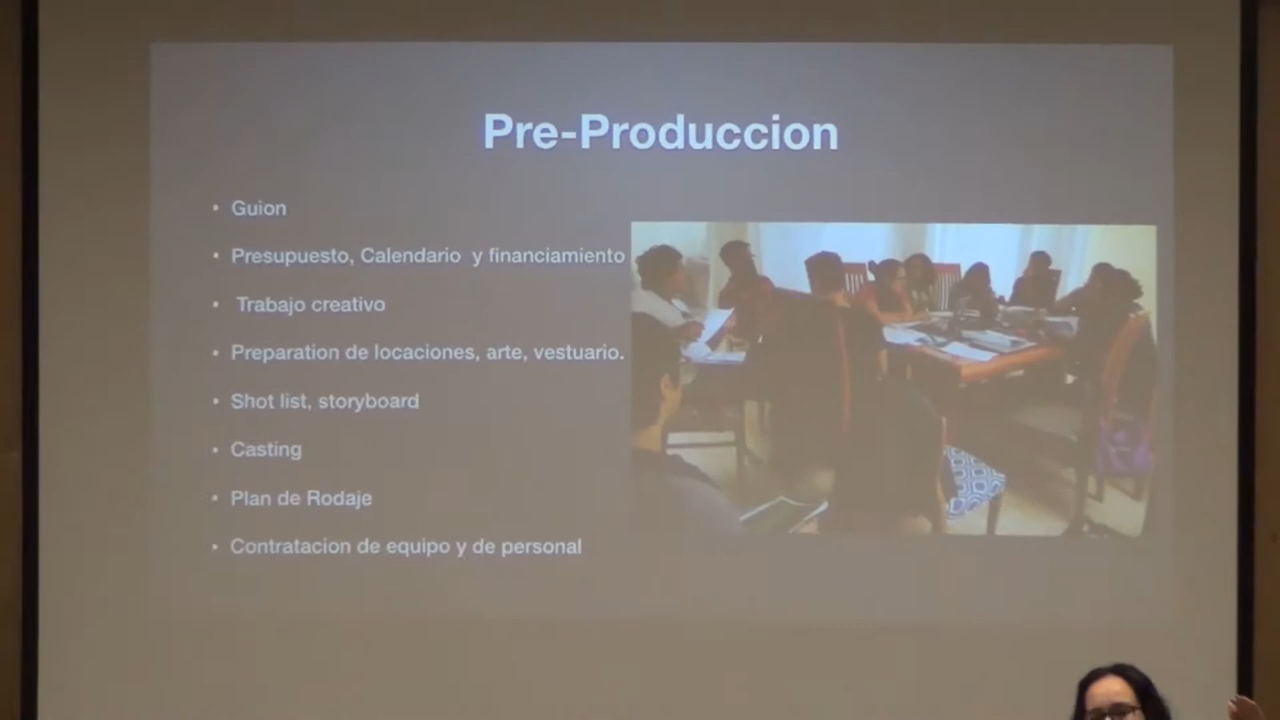 Pre-Produccion
• Guion
• Presupuesto, Calendario y financiamiento
• Trabajo creativo
• Preparation de locaciones, arte, vestuario.
• Shot list, storyboard
• Casting
• Plan de Rodaje
• Contratacion de equipo y de personal